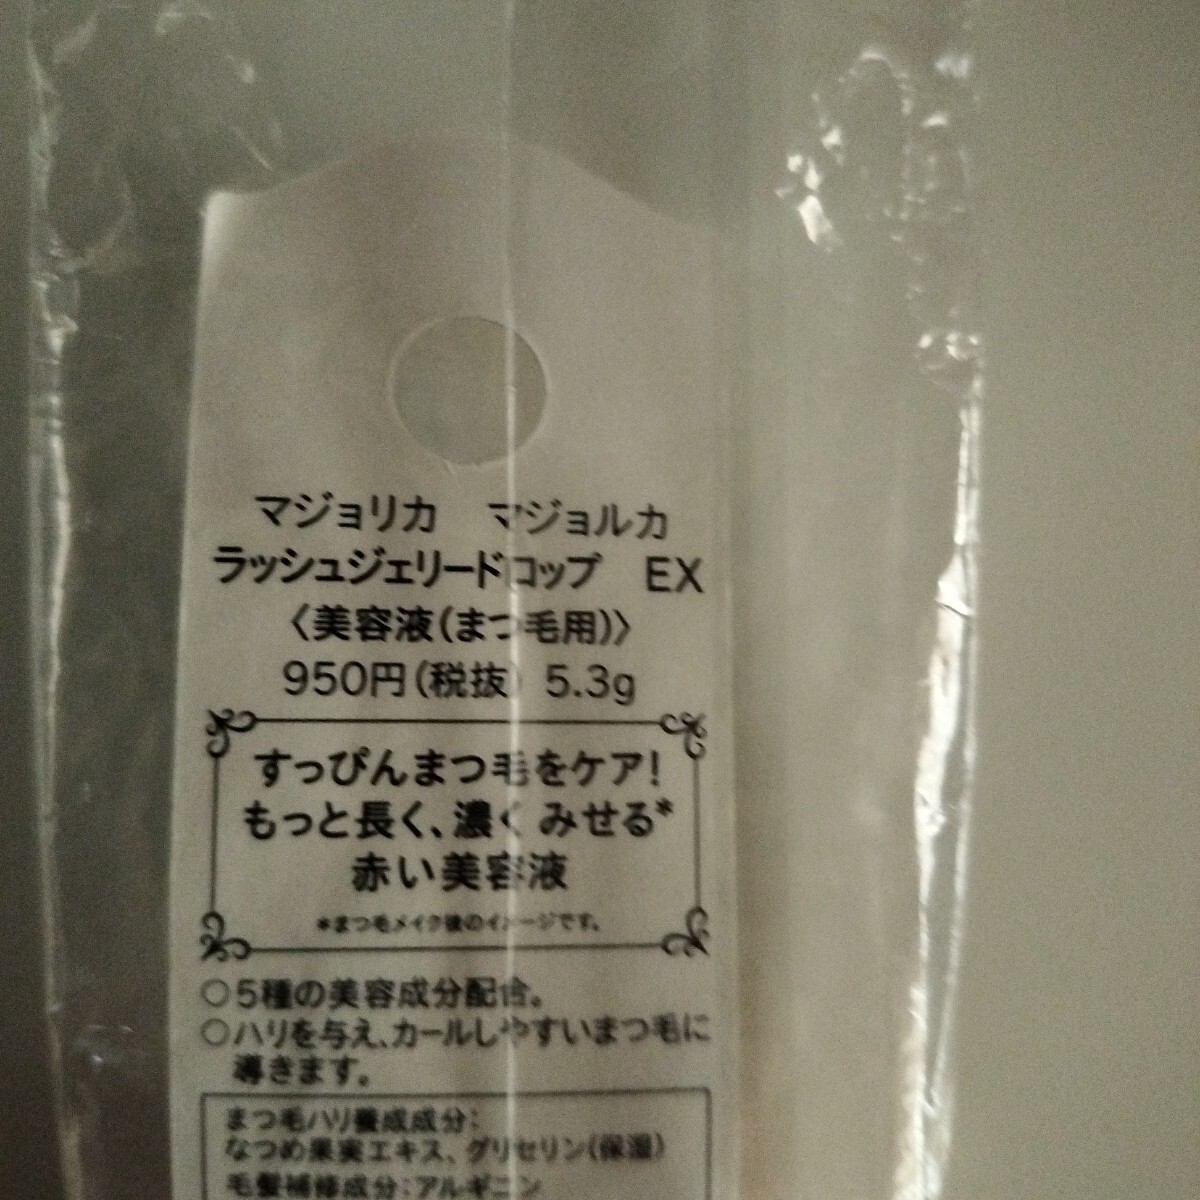 マジョリカ　マジョルカ
ラッシュジェリードロップ　EX
〈美容液(まつ毛用)〉
950円(税抜) 5.3g
すっぴんまつ毛をケア!
もっと長く、濃く みせる*
赤い美容液
*まつ毛メイク後のイメージです。
○5種の美容成分配合。
○ハリを与え、カールしやすいまつ毛に
導きます。
まつ毛ハリ養成成分:
なつめ果実エキス、グリセリン(保湿)
毛髪補修成分:アルギニン